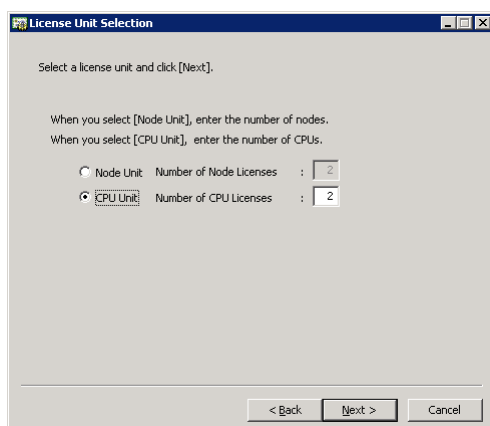 License Unit Selection
Select a license unit and click [Next].
When you select [Node Unit], enter the number of nodes.
When you select [CPU Unit], enter the number of CPUs.
Node Unit Number of Node Licenses : 2
CPU Unit Number of CPU Licenses : 2
< Back Next > Cancel